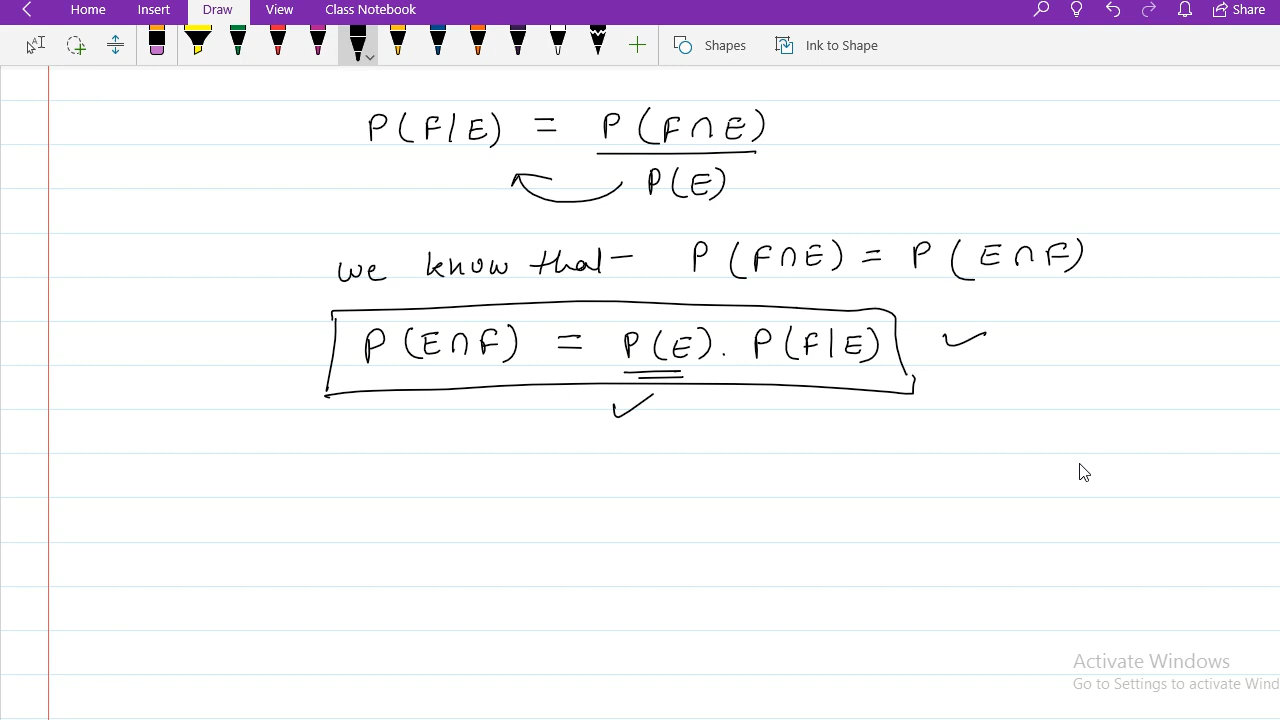 Home Insert Draw View Class Notebook Share
Shapes Ink to Shape
P(F|E) = P(F∩E)
P(E)
we know that - P(F∩E) = P(E∩F)
P(E∩F) = P(E). P(F|E)
Activate Windows
Go to Settings to activate Wind